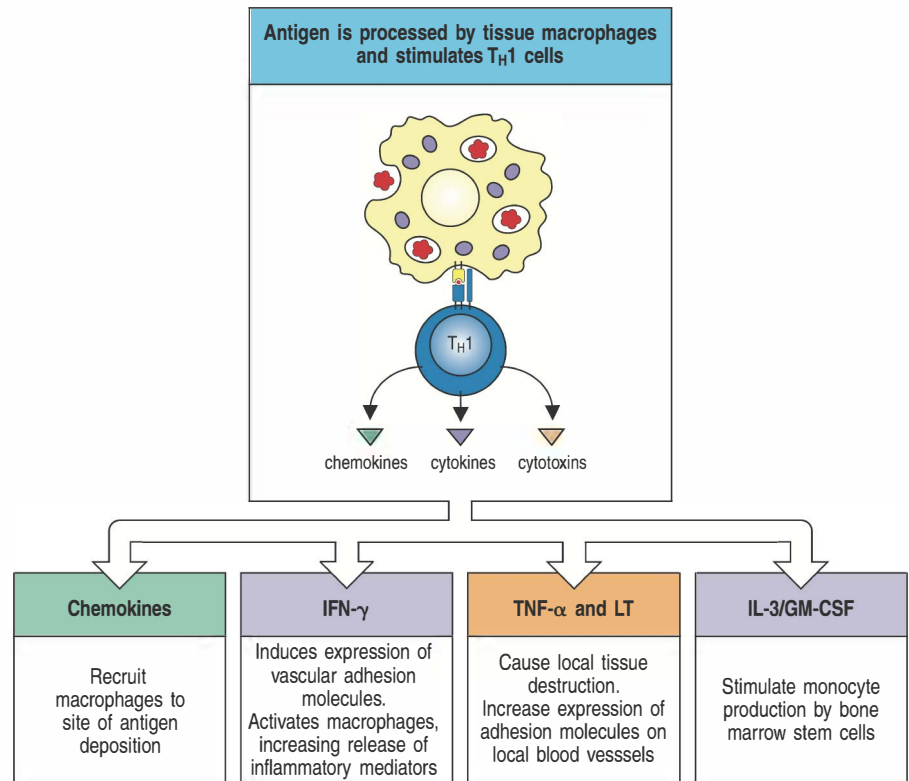 Antigen is processed by tissue macrophages
and stimulates TH1 cells
TH1
chemokines
cytokines
cytotoxins
Chemokines
Recruit
macrophages to
site of antigen
deposition
IFN-γ
Induces expression of
vascular adhesion
molecules.
Activates macrophages,
increasing release of
inflammatory mediators
TNF-α and LT
Cause local tissue
destruction.
Increase expression of
adhesion molecules on
local blood vesssels
IL-3/GM-CSF
Stimulate monocyte
production by bone
marrow stem cells